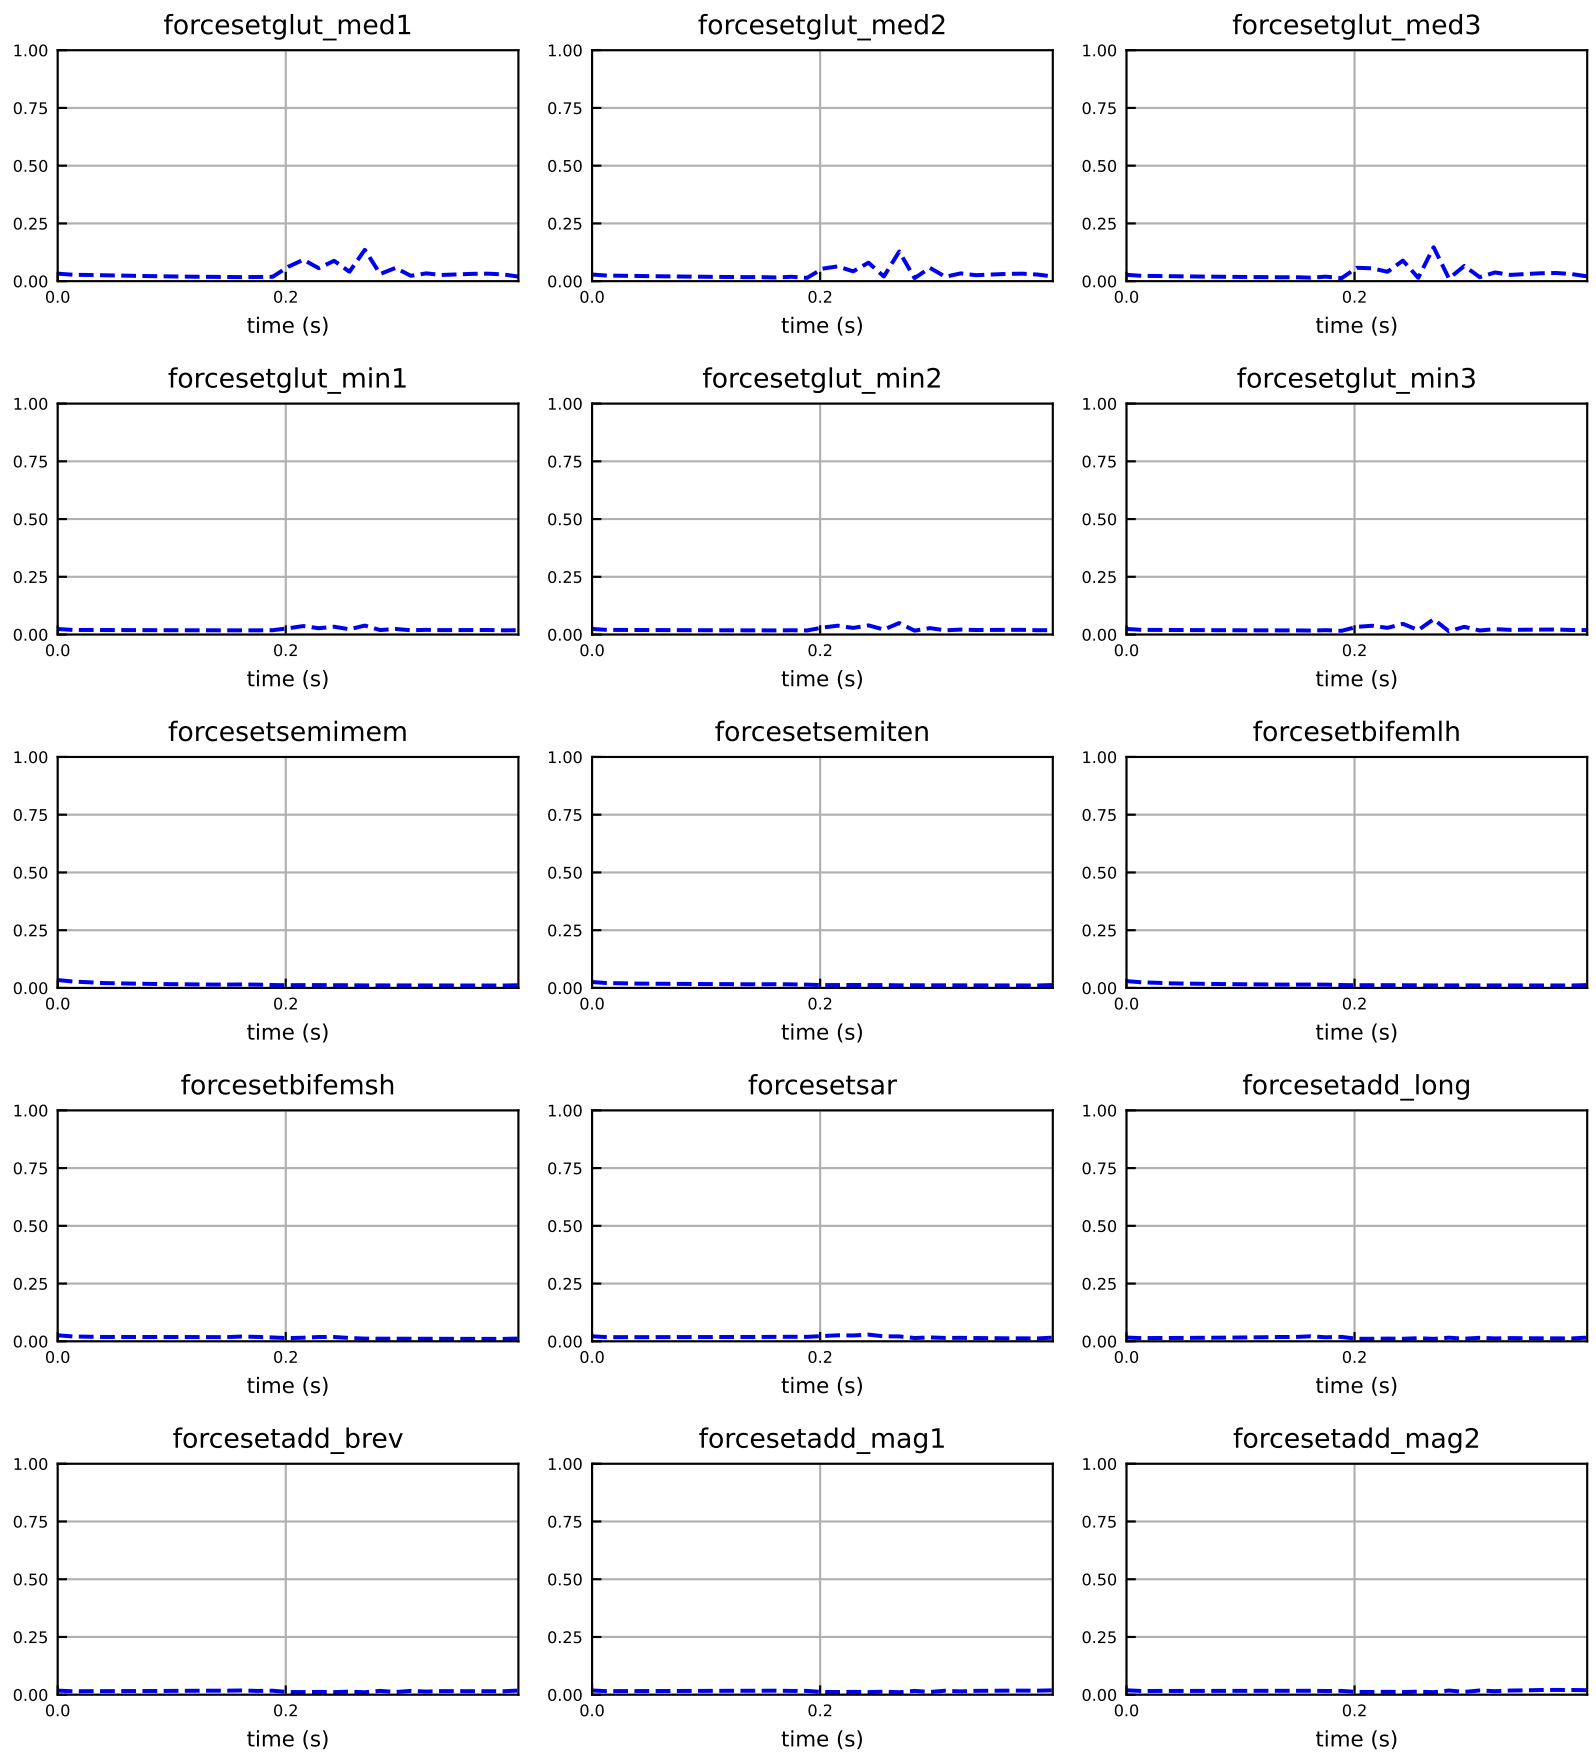 forcesetglut_med1 forcesetglut_med2 forcesetglut_med3
1.00 1.00 1.00
0.75 0.75 0.75
0.50 0.50 0.50
0.25 0.25 0.25
0.00 0.00 0.00
0.0 0.2 0.0 0.2 0.0 0.2
time (s) time (s) time (s)
forcesetglut_min1 forcesetglut_min2 forcesetglut_min3
1.00 1.00 1.00
0.75 0.75 0.75
0.50 0.50 0.50
0.25 0.25 0.25
0.00 0.00 0.00
0.0 0.2 0.0 0.2 0.0 0.2
time (s) time (s) time (s)
forcesetsemimem forcesetsemiten forcesetbifemlh
1.00 1.00 1.00
0.75 0.75 0.75
0.50 0.50 0.50
0.25 0.25 0.25
0.00 0.00 0.00
0.0 0.2 0.0 0.2 0.0 0.2
time (s) time (s) time (s)
forcesetbifemsh forcesetsar forcesetadd_long
1.00 1.00 1.00
0.75 0.75 0.75
0.50 0.50 0.50
0.25 0.25 0.25
0.00 0.00 0.00
0.0 0.2 0.0 0.2 0.0 0.2
time (s) time (s) time (s)
forcesetadd_brev forcesetadd_mag1 forcesetadd_mag2
1.00 1.00 1.00
0.75 0.75 0.75
0.50 0.50 0.50
0.25 0.25 0.25
0.00 0.00 0.00
0.0 0.2 0.0 0.2 0.0 0.2
time (s) time (s) time (s)